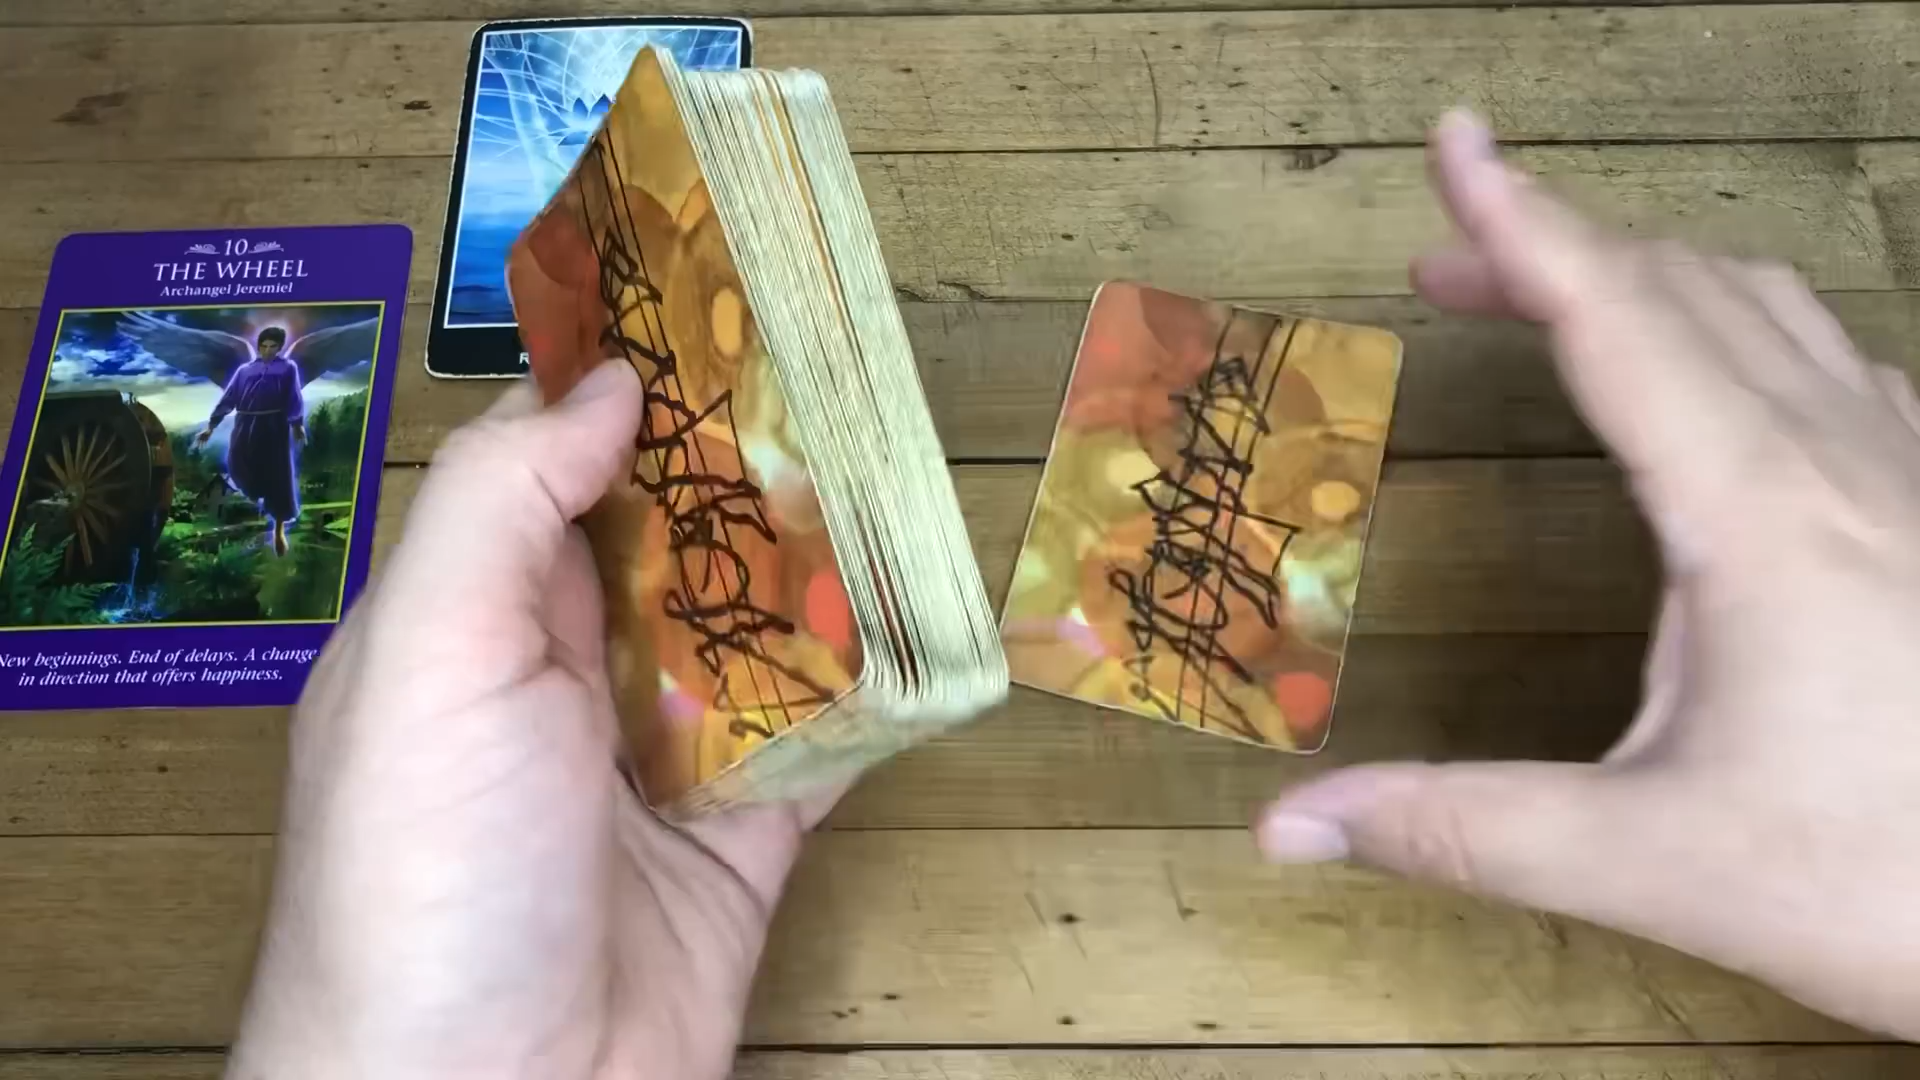 10
THE WHEEL
Archangel Jeremiel
New beginnings. End of delays. A change
in direction that offers happiness.